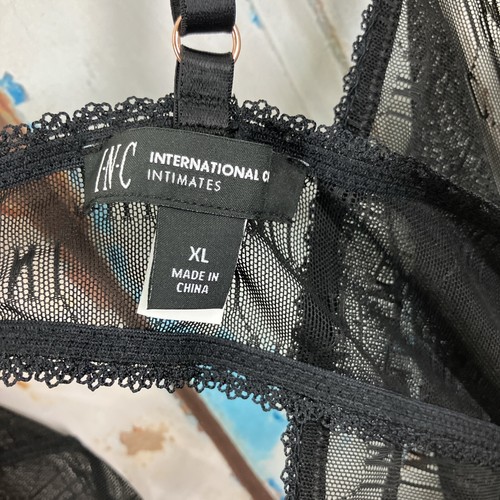 I·N·C
INTERNATIONAL
INTIMATES
XL
MADE IN
CHINA